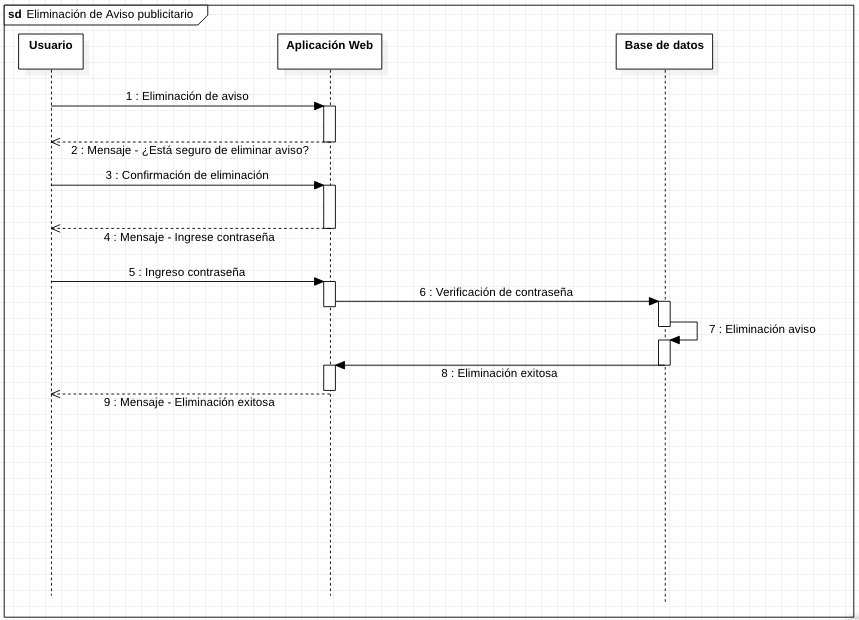 sd Eliminación de Aviso publicitario
Usuario
Aplicación Web
Base de datos
1 : Eliminación de aviso
2 : Mensaje - ¿Está seguro de eliminar aviso?
3 : Confirmación de eliminación
4 : Mensaje - Ingrese contraseña
5 : Ingreso contraseña
6 : Verificación de contraseña
7 : Eliminación aviso
8 : Eliminación exitosa
9 : Mensaje - Eliminación exitosa